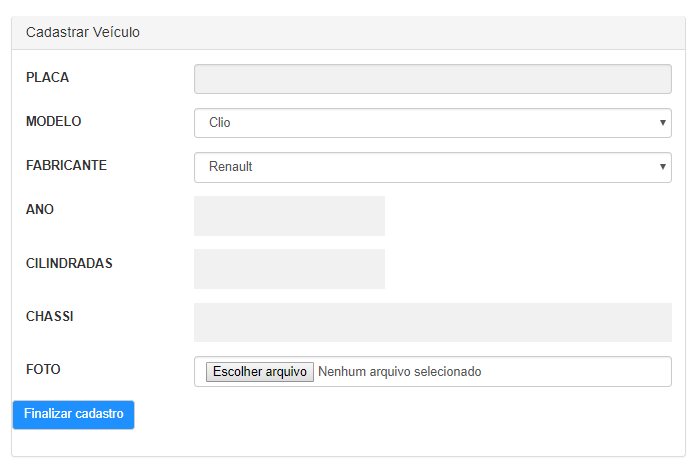 Cadastrar Veículo
PLACA
MODELO Clio
FABRICANTE Renault
ANO
CILINDRADAS
CHASSI
FOTO Escolher arquivo Nenhum arquivo selecionado
Finalizar cadastro